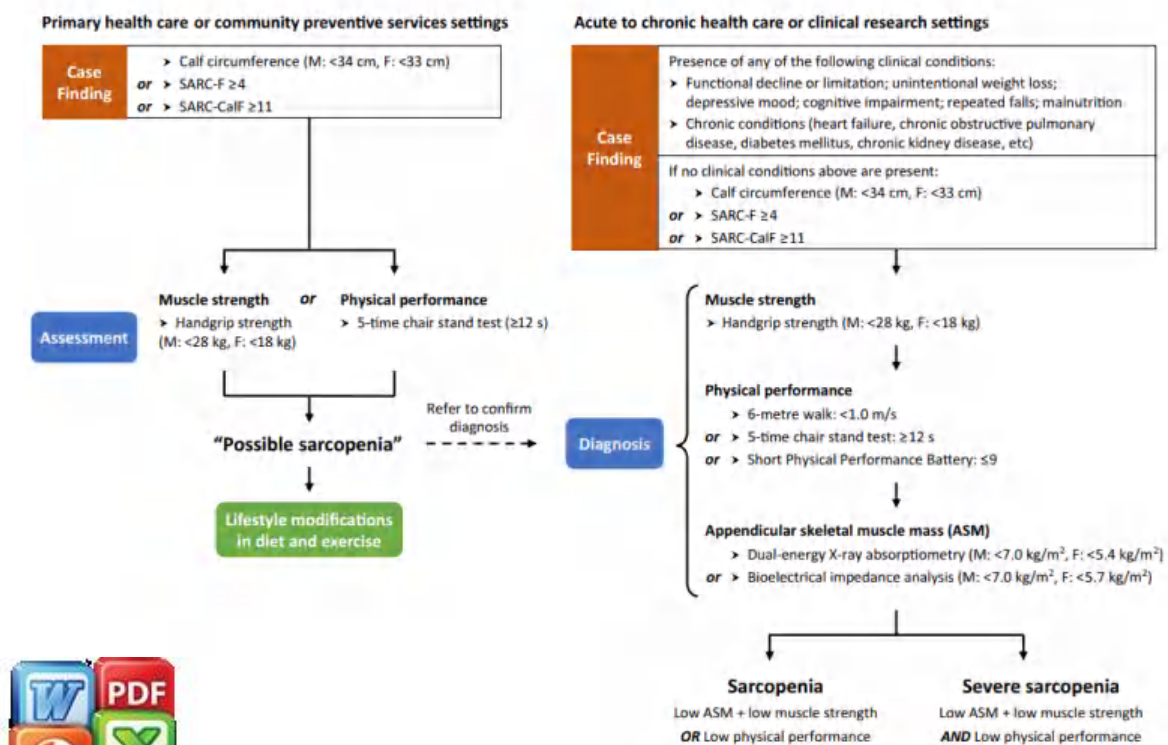 Primary health care or community preventive services settings
Case
Finding
➤ Calf circumference (M: <34 cm, F: <33 cm)
or ➤ SARC-F ≥4
or ➤ SARC-CalF ≥11
Assessment
Muscle strength or Physical performance
➤ Handgrip strength
(M: <28 kg, F: <18 kg)
➤ 5-time chair stand test (≥12 s)
"Possible sarcopenia"
Refer to confirm
diagnosis
Lifestyle modifications
in diet and exercise
Acute to chronic health care or clinical research settings
Case
Finding
Presence of any of the following clinical conditions:
➤ Functional decline or limitation; unintentional weight loss;
depressive mood; cognitive impairment; repeated falls; malnutrition
➤ Chronic conditions (heart failure, chronic obstructive pulmonary
disease, diabetes mellitus, chronic kidney disease, etc)
If no clinical conditions above are present:
➤ Calf circumference (M: <34 cm, F: <33 cm)
or ➤ SARC-F ≥4
or ➤ SARC-CalF ≥11
Diagnosis
Muscle strength
➤ Handgrip strength (M: <28 kg, F: <18 kg)
Physical performance
➤ 6-metre walk: <1.0 m/s
or ➤ 5-time chair stand test: ≥12 s
or ➤ Short Physical Performance Battery: ≤9
Appendicular skeletal muscle mass (ASM)
➤ Dual-energy X-ray absorptiometry (M: <7.0 kg/m², F: <5.4 kg/m²)
or ➤ Bioelectrical impedance analysis (M: <7.0 kg/m², F: <5.7 kg/m²)
Sarcopenia
Low ASM + low muscle strength
OR Low physical performance
Severe sarcopenia
Low ASM + low muscle strength
AND Low physical performance
W PDF
X